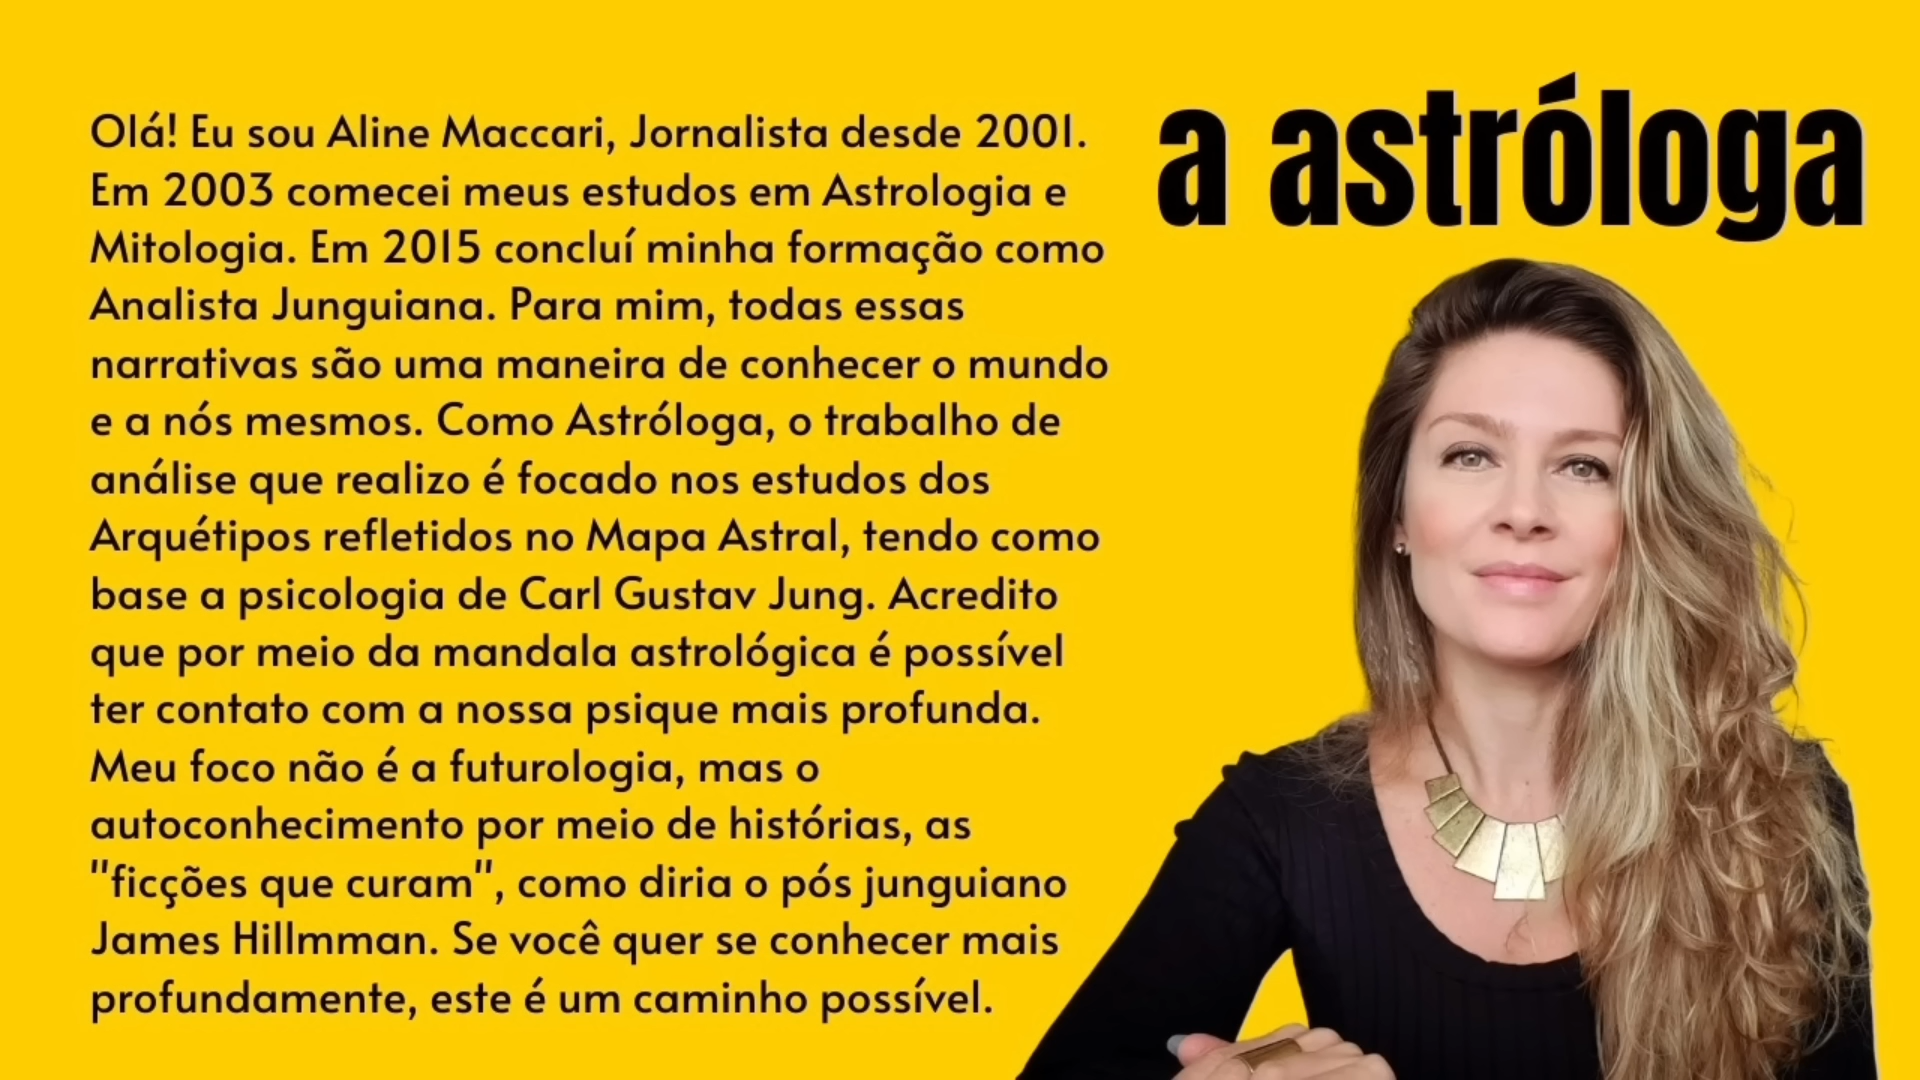 a astróloga
Olá! Eu sou Aline Maccari, Jornalista desde 2001.
Em 2003 comecei meus estudos em Astrologia e
Mitologia. Em 2015 concluí minha formação como
Analista Junguiana. Para mim, todas essas
narrativas são uma maneira de conhecer o mundo
e a nós mesmos. Como Astróloga, o trabalho de
análise que realizo é focado nos estudos dos
Arquétipos refletidos no Mapa Astral, tendo como
base a psicologia de Carl Gustav Jung. Acredito
que por meio da mandala astrológica é possível
ter contato com a nossa psique mais profunda.
Meu foco não é a futurologia, mas o
autoconhecimento por meio de histórias, as
"ficções que curam", como diria o pós junguiano
James Hillmman. Se você quer se conhecer mais
profundamente, este é um caminho possível.